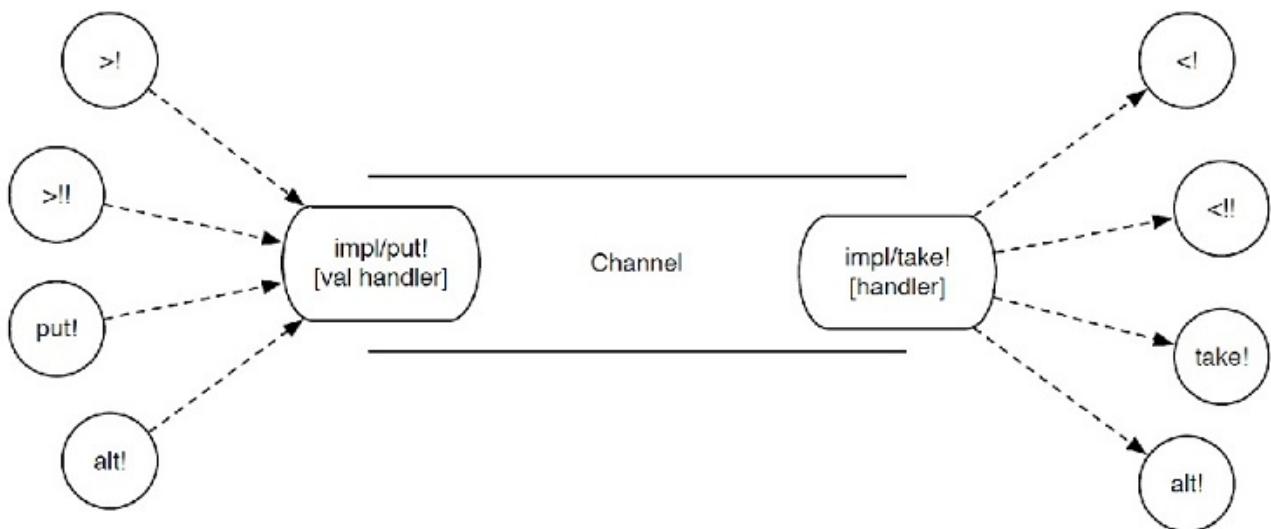 >!
>!!
put!
alt!
impl/put!
[val handler]
Channel
impl/take!
[handler]
<!
<!!
take!
alt!